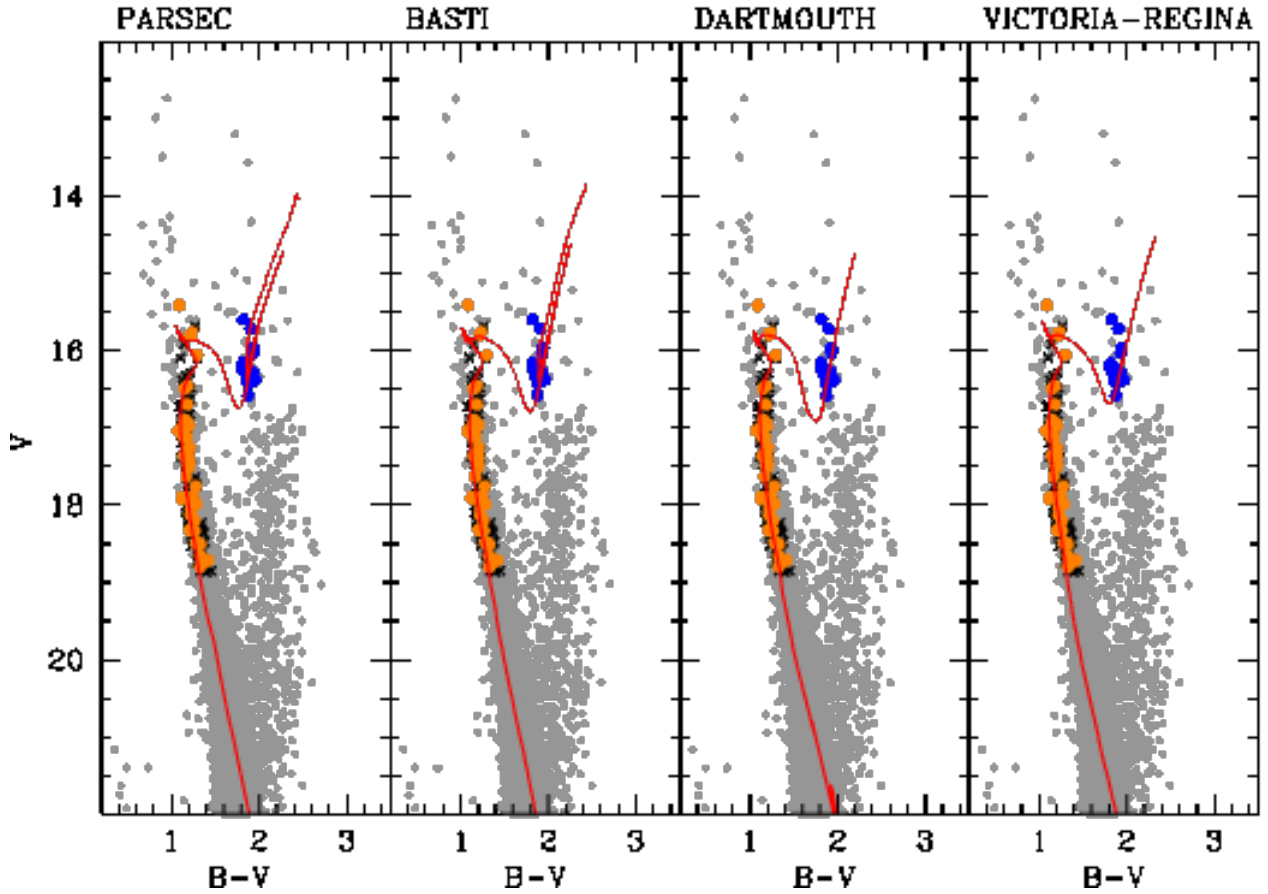 PARSEC BASTI DARTMOUTH VICTORIA-REGINA
14
16
V
18
20
1 2 3 1 2 3 1 2 3 1 2 3
B-V B-V B-V B-V